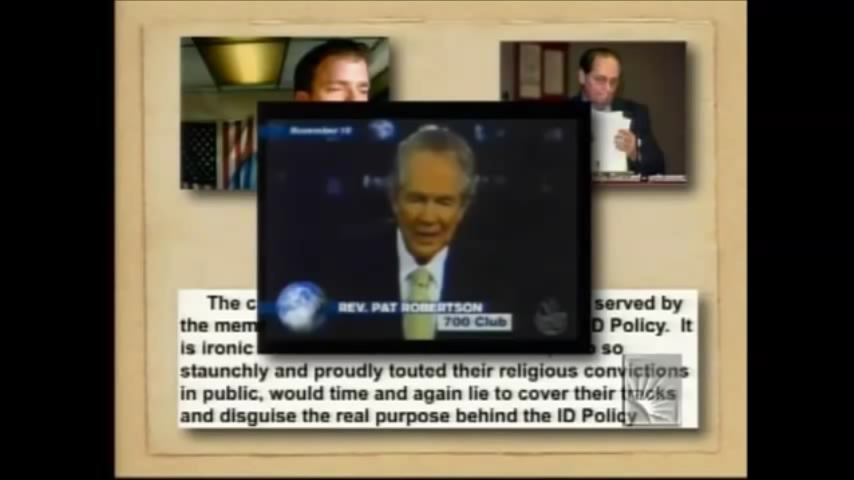 November 10
REV. PAT ROBERTSON
700 Club
The c served by
the mem D Policy. It
is ironic so
staunchly and proudly touted their religious convictions
in public, would time and again lie to cover their tracks
and disguise the real purpose behind the ID Policy